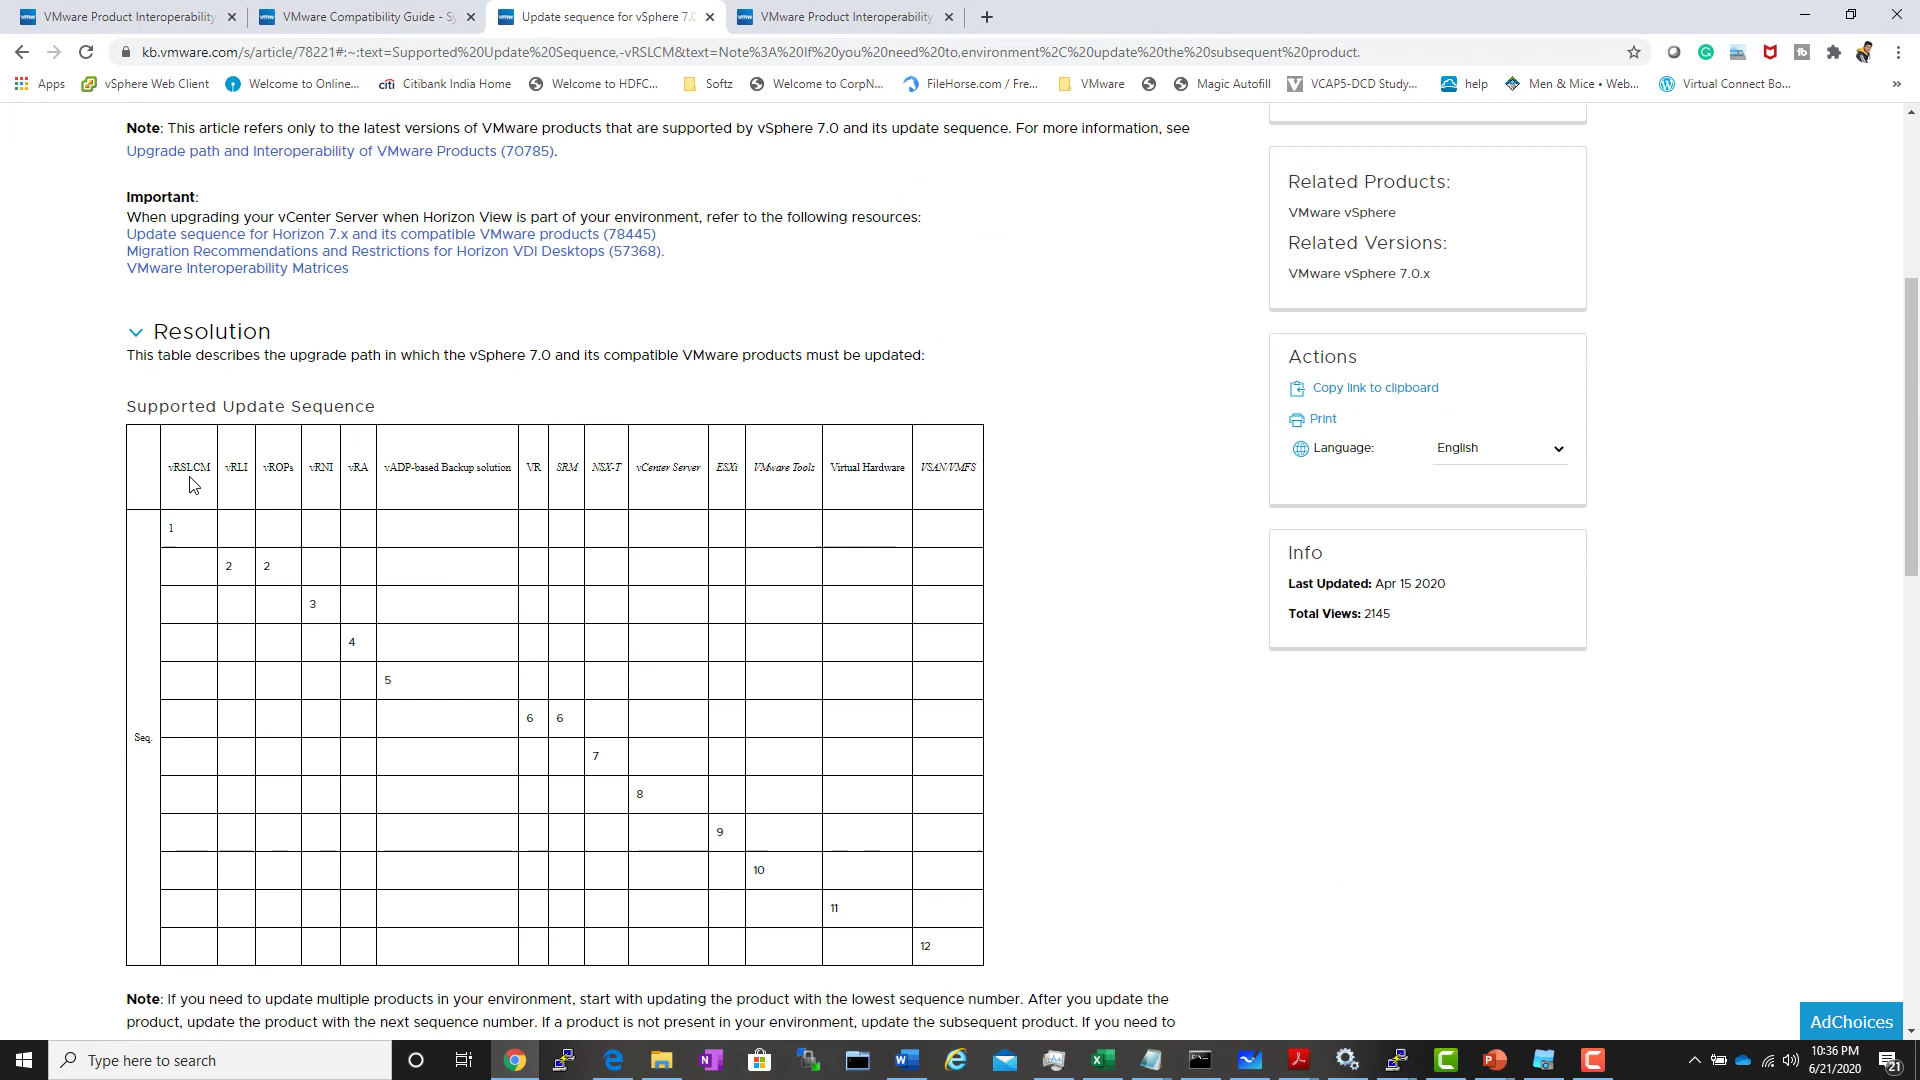 VMware Product Interoperability
VMware Compatibility Guide - Sy
Update sequence for vSphere 7.0
VMware Product Interoperability
kb.vmware.com/s/article/78221#:~:text=Supported%20Update%20Sequence,-vRSLCM&text=Note%3A%20If%20you%20need%20to,environment%2C%20update%20the%20subsequent%20product.
Apps
vSphere Web Client
Welcome to Online...
citi Citibank India Home
Welcome to HDFC...
Softz
Welcome to CorpN...
FileHorse.com / Fre...
VMware
Magic Autofill
VCAP5-DCD Study...
help
Men & Mice • Web...
Virtual Connect Bo...
»
Note: This article refers only to the latest versions of VMware products that are supported by vSphere 7.0 and its update sequence. For more information, see
Upgrade path and Interoperability of VMware Products (70785).
Important:
When upgrading your vCenter Server when Horizon View is part of your environment, refer to the following resources:
Update sequence for Horizon 7.x and its compatible VMware products (78445)
Migration Recommendations and Restrictions for Horizon VDI Desktops (57368).
VMware Interoperability Matrices
Resolution
This table describes the upgrade path in which the vSphere 7.0 and its compatible VMware products must be updated:
Supported Update Sequence
vRSLCM vRLI vROPs vRNI vRA vADP-based Backup solution VR SRM NSX-T vCenter Server ESXi VMware Tools Virtual Hardware VSAN/VMFS
1
2 2
3
4
5
6 6
Seq.
7
8
9
10
11
12
Note: If you need to update multiple products in your environment, start with updating the product with the lowest sequence number. After you update the
product, update the product with the next sequence number. If a product is not present in your environment, update the subsequent product. If you need to
Related Products:
VMware vSphere
Related Versions:
VMware vSphere 7.0.x
Actions
Copy link to clipboard
Print
Language: English
Info
Last Updated: Apr 15 2020
Total Views: 2145
AdChoices
Type here to search
10:36 PM
6/21/2020
21